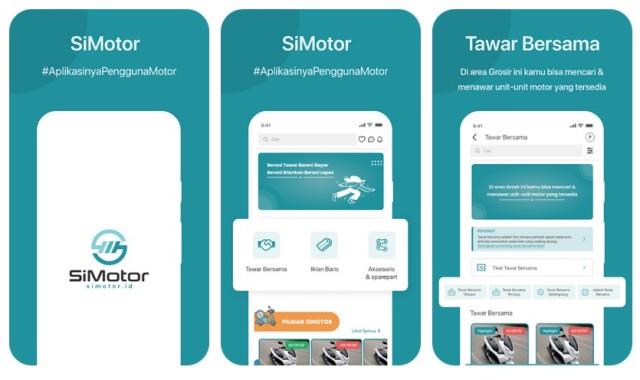 SiMotor
#AplikasinyaPenggunaMotor
SiMotor
simotor.id
SiMotor
#AplikasinyaPenggunaMotor
9:41
Cari
Berani Tawar Berani Bayar
Berani Iklankan Berani Lepas
Tawar Bersama
Iklan Baris
Aksesoris
& sparepart
PILIHAN SIMOTOR
Lihat Semua
Tawar Bersama
Di area Grosir ini kamu bisa mencari &
menawar unit-unit motor yang tersedia
9:41
Tawar Bersama
?
Cari
Di area Grosir ini kamu bisa mencari &
menawar unit-unit motor yang tersedia
Tiket Tawar Bersama
Tawar Bersama
Tawar Bersama
Tawar Bersama
Berlangsung
Jadwal Tawar
Bersama
Tawar Bersama
Highlight
Highlight